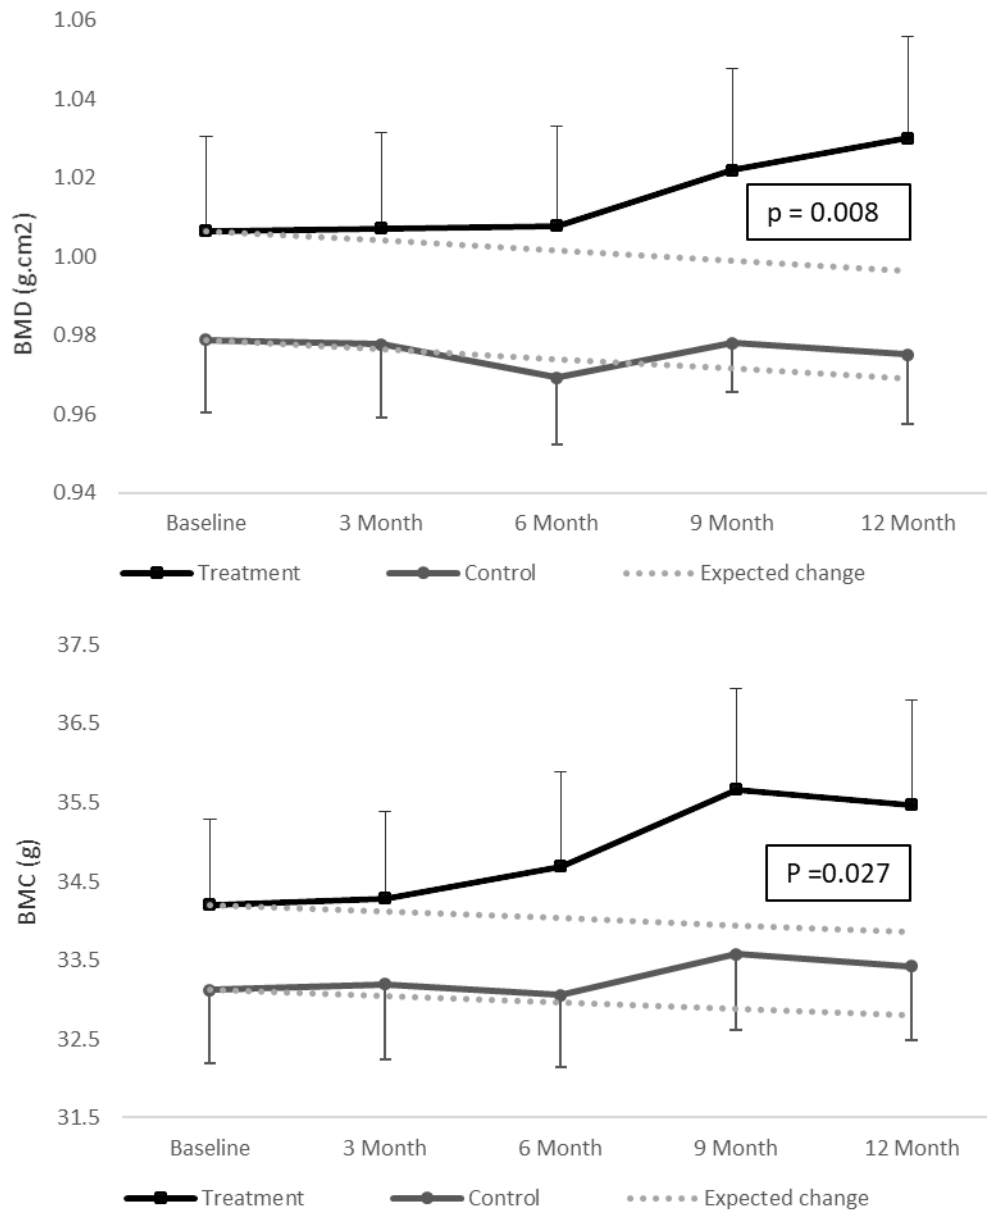 1.06
1.04
1.02
1.00
0.98
0.96
0.94
BMD (g.cm2)
p = 0.008
Baseline 3 Month 6 Month 9 Month 12 Month
Treatment Control Expected change
37.5
36.5
35.5
34.5
33.5
32.5
31.5
BMC (g)
P =0.027
Baseline 3 Month 6 Month 9 Month 12 Month
Treatment Control Expected change